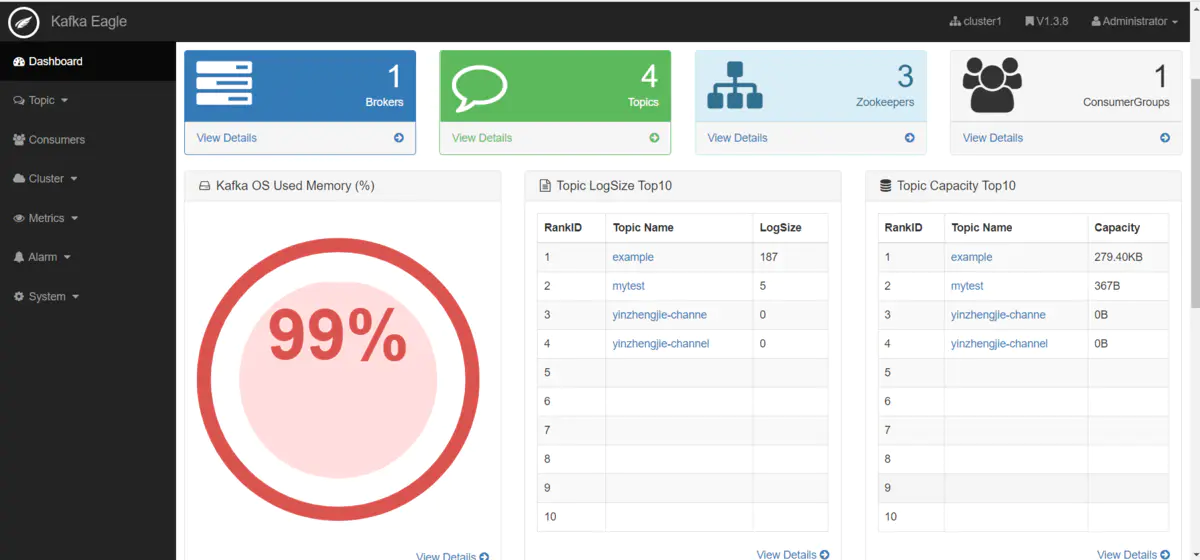 Kafka Eagle
cluster1 V1.3.8 Administrator
Dashboard
Topic
Consumers
Cluster
Metrics
Alarm
System
1
Brokers
View Details
4
Topics
View Details
3
Zookeepers
View Details
1
ConsumerGroups
View Details
Kafka OS Used Memory (%)
99%
View Details
Topic LogSize Top10
RankID Topic Name LogSize
1 example 187
2 mytest 5
3 yinzhengjie-channe 0
4 yinzhengjie-channel 0
5
6
7
8
9
10
View Details
Topic Capacity Top10
RankID Topic Name Capacity
1 example 279.40KB
2 mytest 367B
3 yinzhengjie-channe 0B
4 yinzhengjie-channel 0B
5
6
7
8
9
10
View Details